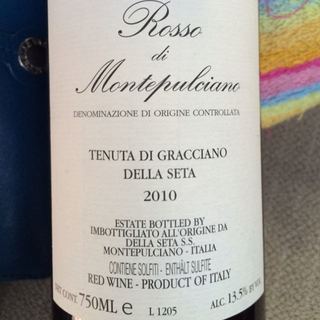 Rosso
di
Montepulciano
DENOMINAZIONE DI ORIGINE CONTROLLATA
TENUTA DI GRACCIANO
DELLA SETA
2010
ESTATE BOTTLED BY
IMBOTTIGLIATO ALL'ORIGINE DA
DELLA SETA S.S.
MONTEPULCIANO - ITALIA
CONTIENE SOLFITI - ENTHÄLT SULFITE
RED WINE - PRODUCT OF ITALY
NET CONT. 750ML e L 1205 ALC. 13.5% BY VOL.